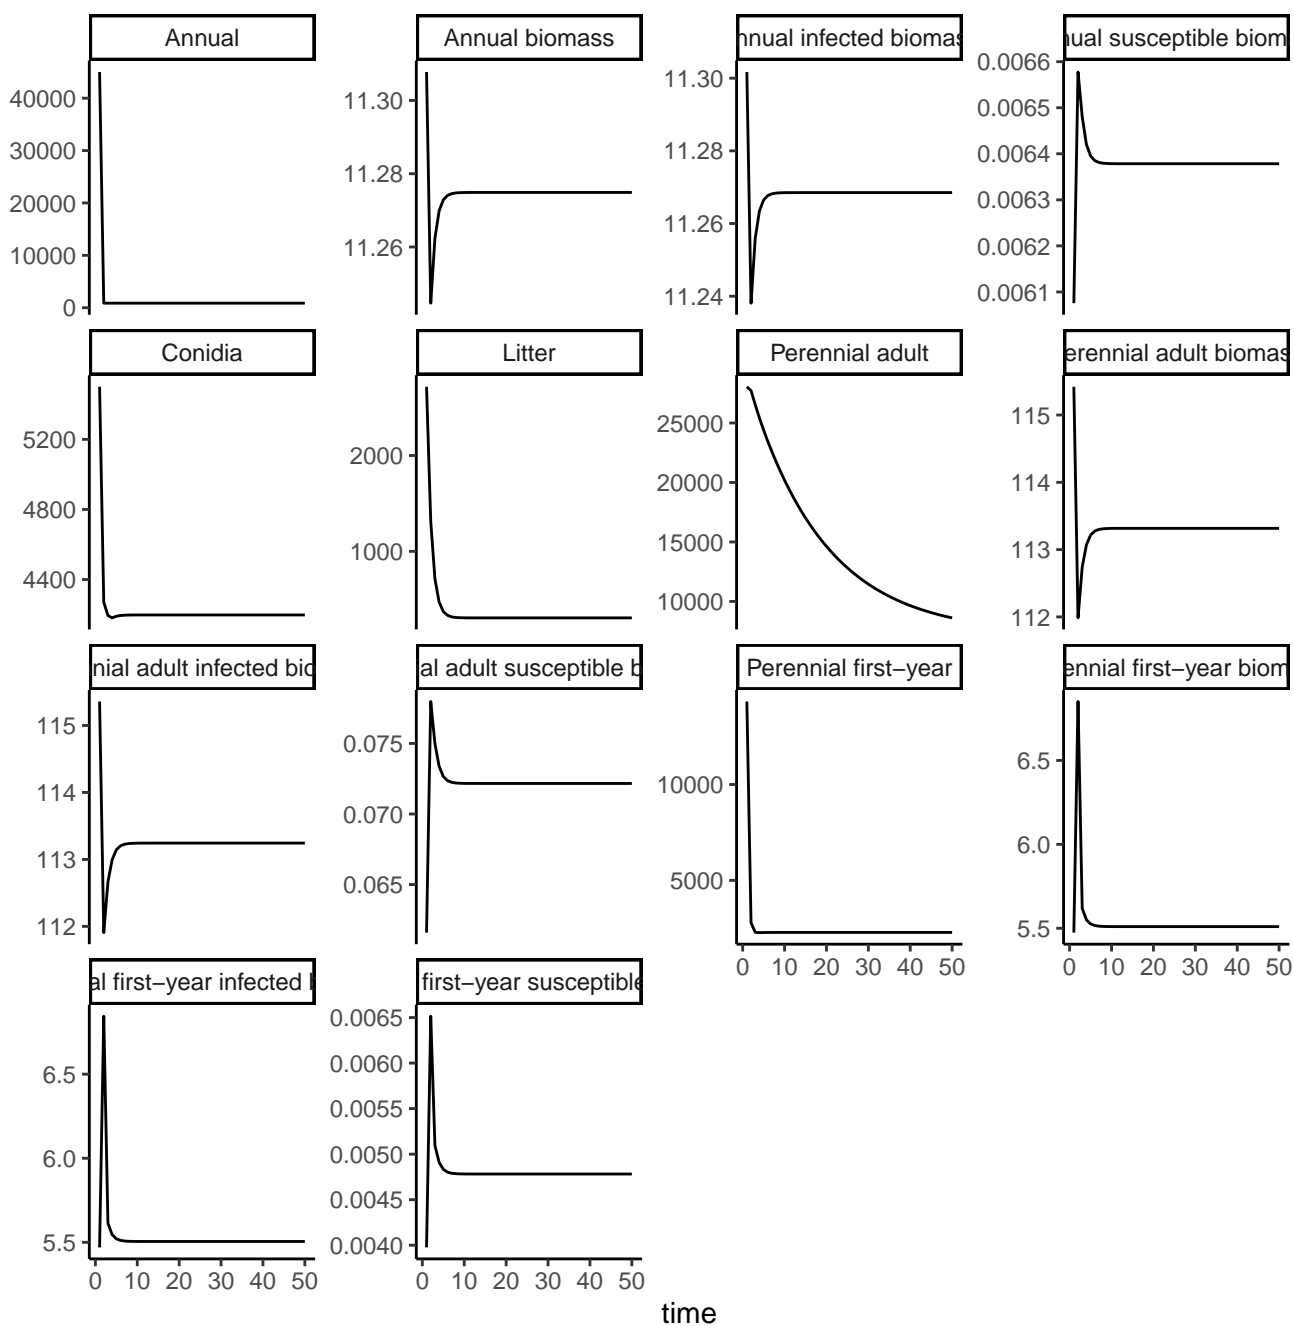 Annual
Annual biomass
nnual infected biomas
nual susceptible biom
40000
30000
20000
10000
0
11.30
11.28
11.26
11.30
11.28
11.26
11.24
0.0066
0.0065
0.0064
0.0063
0.0062
0.0061
Conidia
Litter
Perennial adult
erennial adult biomas
5200
4800
4400
2000
1000
25000
20000
15000
10000
115
114
113
112
nial adult infected bio
al adult susceptible b
Perennial first−year
ennial first−year biom
115
114
113
112
0.075
0.070
0.065
10000
5000
6.5
6.0
5.5
0 10 20 30 40 50
0 10 20 30 40 50
al first−year infected b
first−year susceptible
6.5
6.0
5.5
0.0065
0.0060
0.0055
0.0050
0.0045
0.0040
0 10 20 30 40 50
0 10 20 30 40 50
time